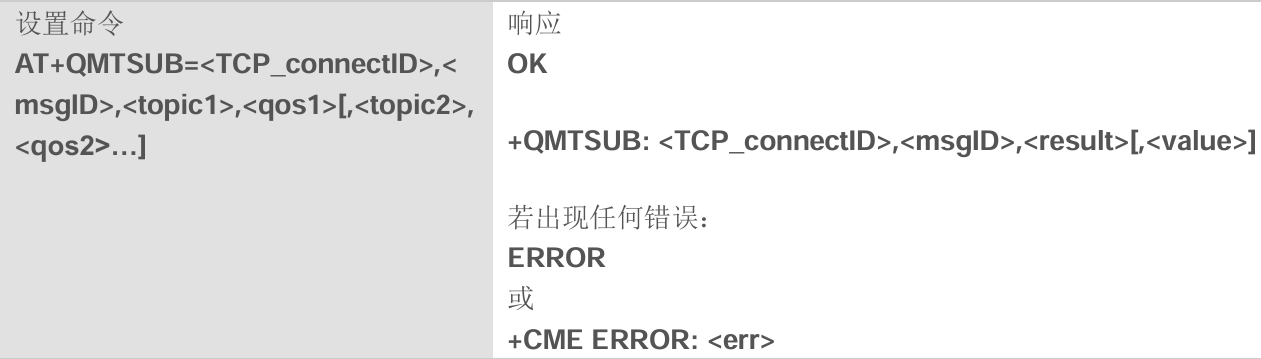 设置命令
AT+QMTSUB=<TCP_connectID>,<
msgID>,<topic1>,<qos1>[,<topic2>,
<qos2>…]
响应
OK
+QMTSUB: <TCP_connectID>,<msgID>,<result>[,<value>]
若出现任何错误：
ERROR
或
+CME ERROR: <err>